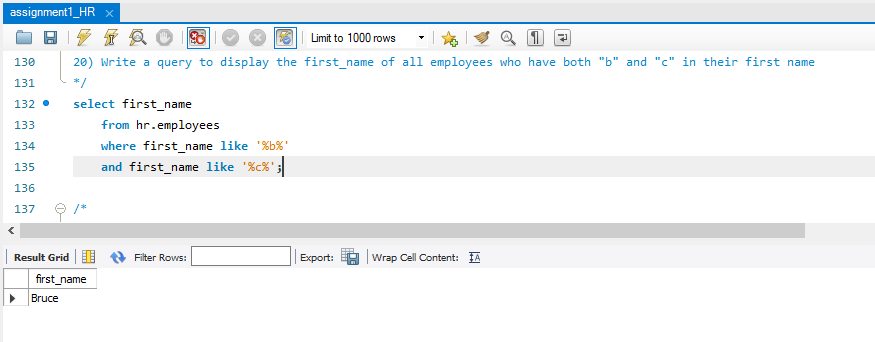 assignment1_HR
Limit to 1000 rows
130 20) Write a query to display the first_name of all employees who have both "b" and "c" in their first name
131 */
132 select first_name
133 from hr.employees
134 where first_name like '%b%'
135 and first_name like '%c%';
136
137 /*
Result Grid Filter Rows: Export: Wrap Cell Content:
first_name
Bruce